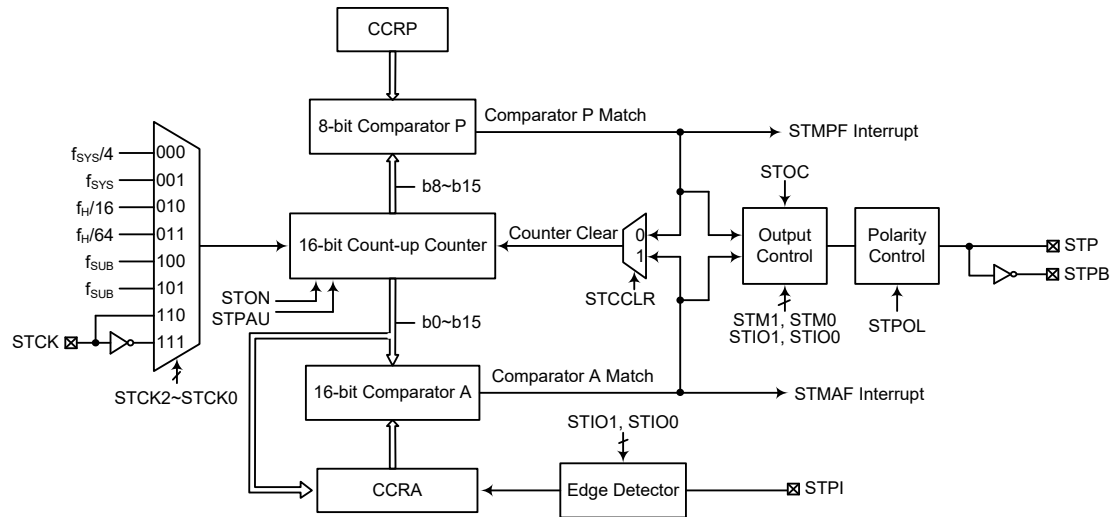 CCRP
8-bit Comparator P
Comparator P Match
STMPF Interrupt
fSYS/4
000
fSYS
001
fH/16
010
fH/64
011
fSUB
100
fSUB
101
110
STCK
111
STCK2~STCK0
b8~b15
16-bit Count-up Counter
Counter Clear
0
1
STCCLR
STON
STPAU
b0~b15
STOC
Output
Control
STM1, STM0
STIO1, STIO0
Polarity
Control
STPOL
STP
STPB
16-bit Comparator A
Comparator A Match
STMAF Interrupt
STIO1, STIO0
CCRA
Edge Detector
STPI